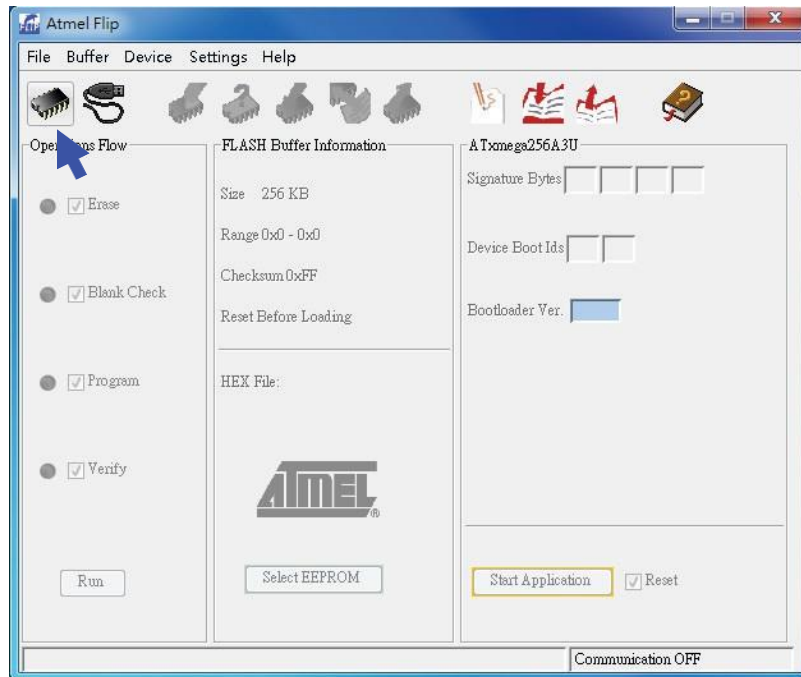 Atmel Flip
File Buffer Device Settings Help
Operations Flow
Erase
Blank Check
Program
Verify
Run
FLASH Buffer Information
Size 256 KB
Range 0x0 - 0x0
Checksum 0xFF
Reset Before Loading
HEX File:
ATMEL
®
Select EEPROM
ATxmega256A3U
Signature Bytes
Device Boot Ids
Bootloader Ver.
Start Application
Reset
Communication OFF